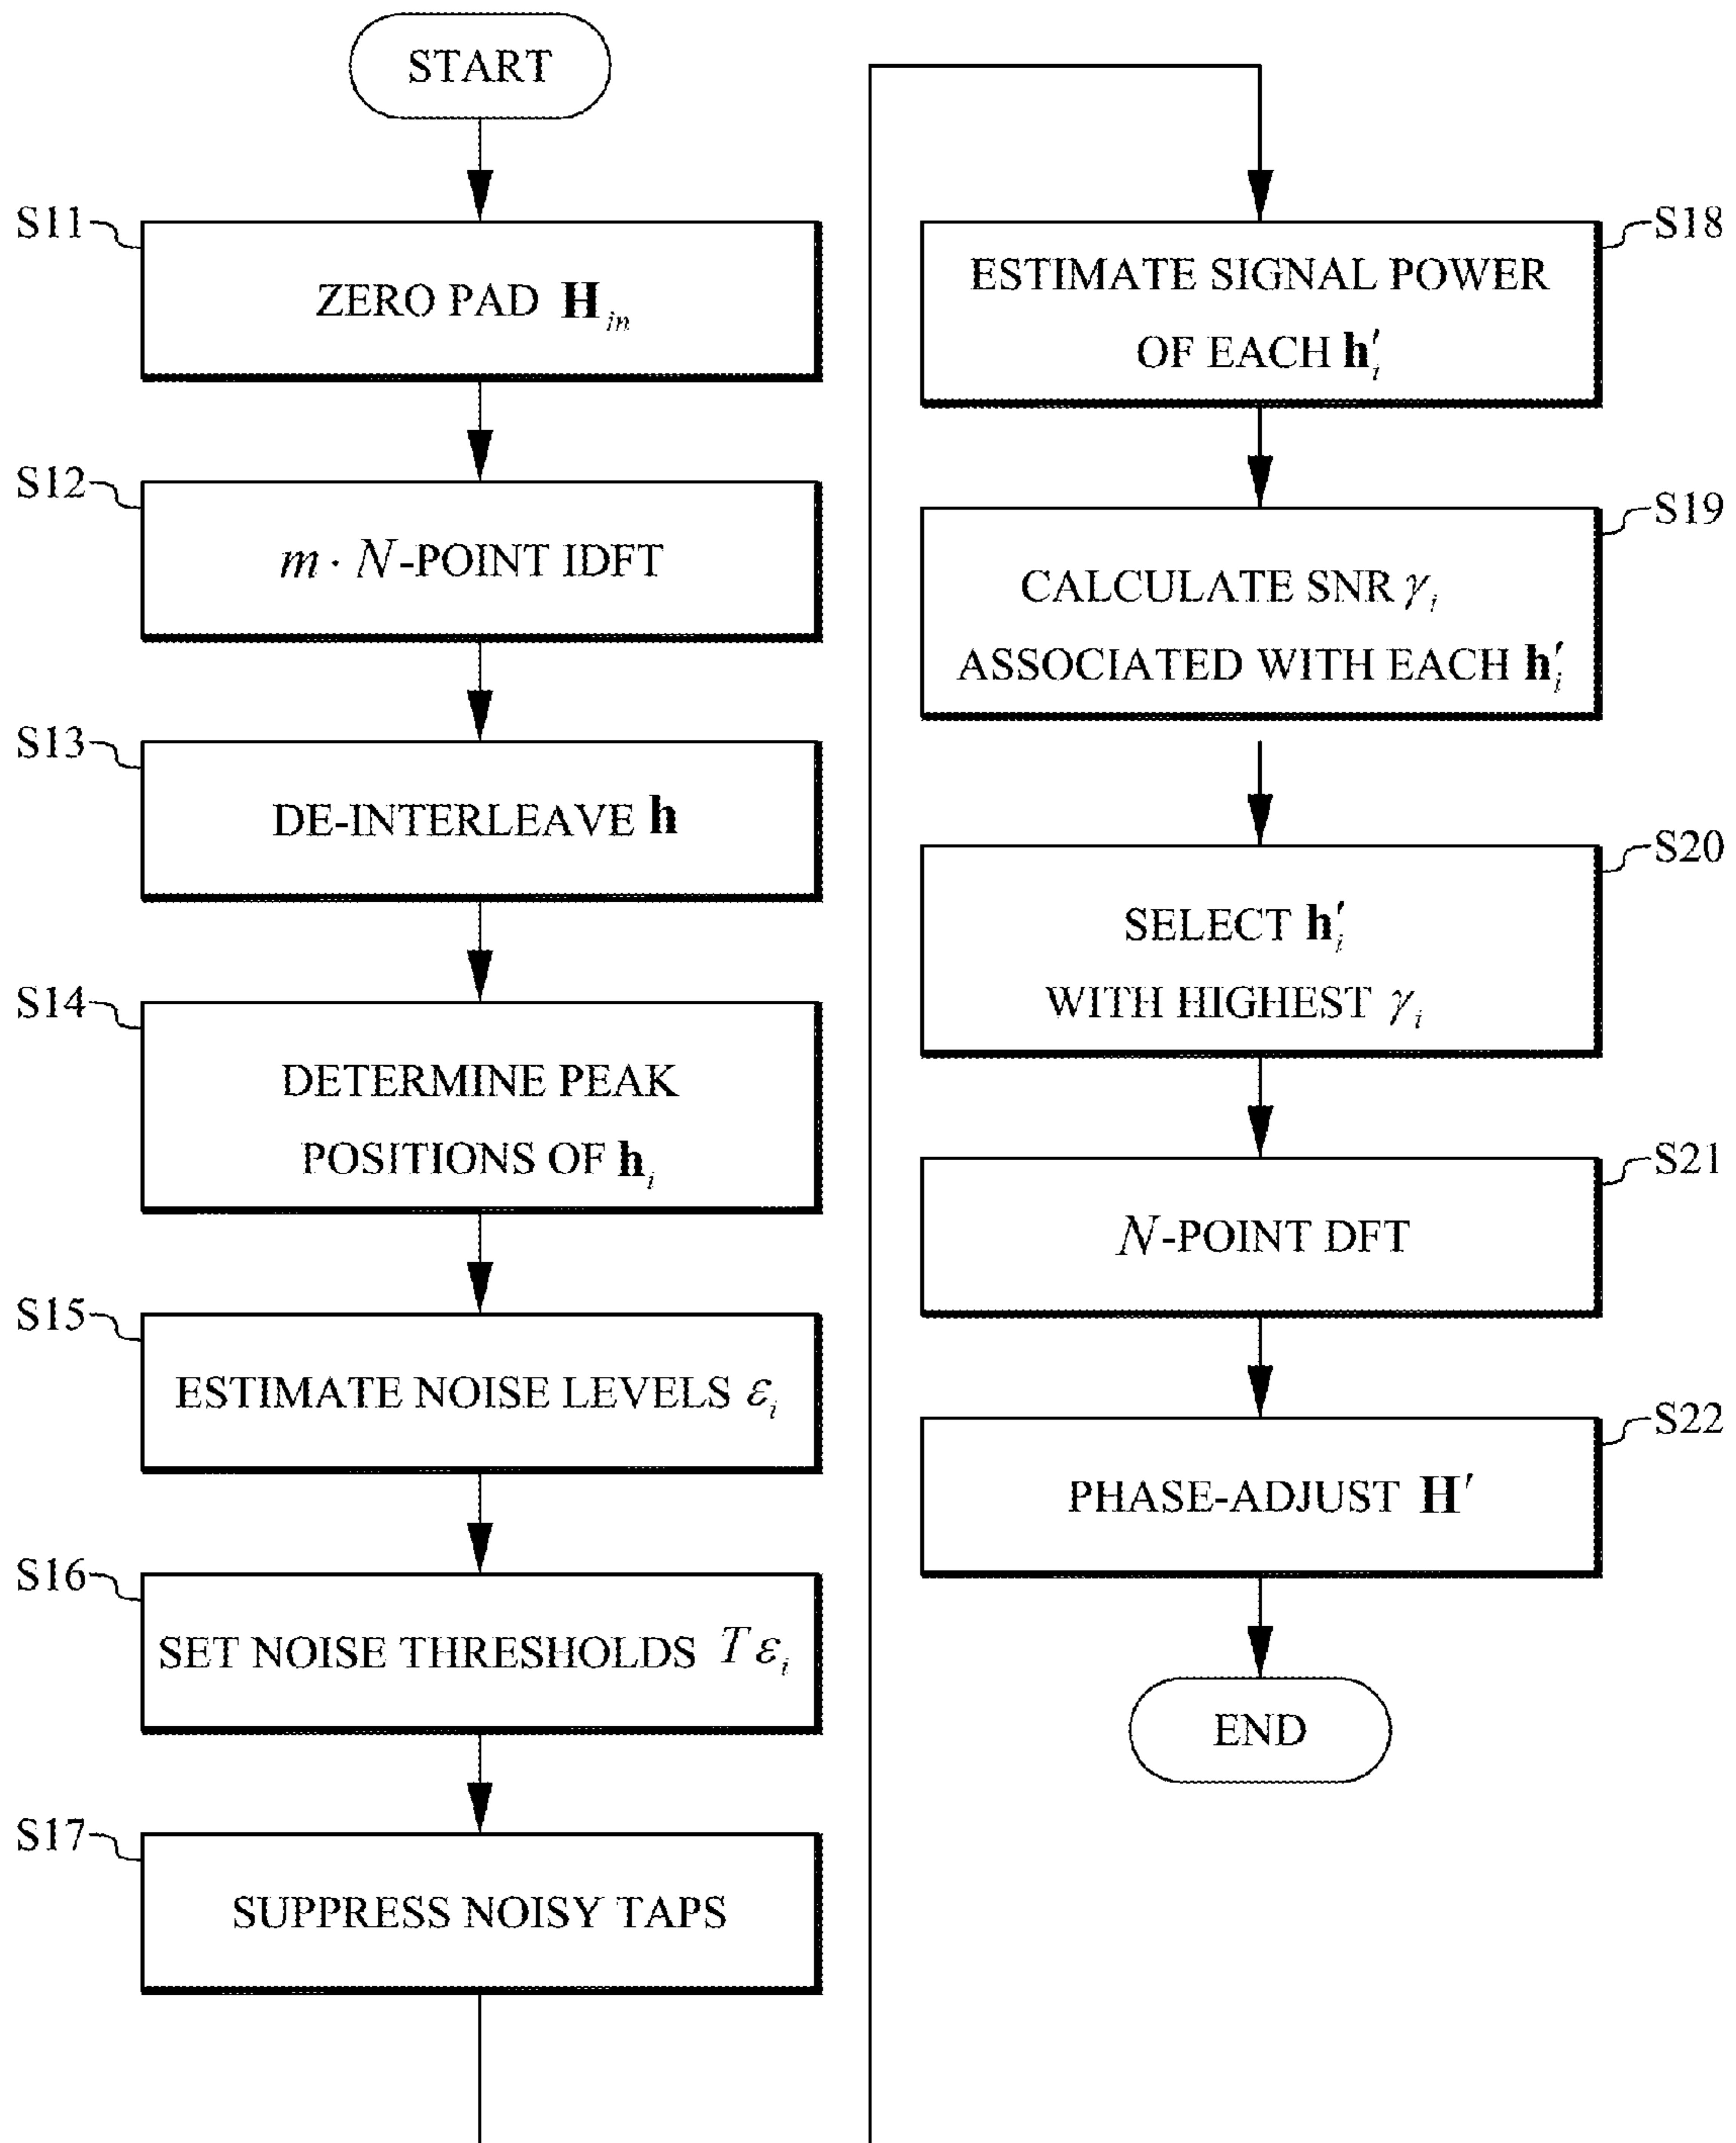 START
S11
ZERO PAD H_in
S12
m · N-POINT IDFT
S13
DE-INTERLEAVE h
S14
DETERMINE PEAK
POSITIONS OF h_i
S15
ESTIMATE NOISE LEVELS ε_i
S16
SET NOISE THRESHOLDS T ε_i
S17
SUPPRESS NOISY TAPS
S18
ESTIMATE SIGNAL POWER
OF EACH h′_i
S19
CALCULATE SNR γ_i
ASSOCIATED WITH EACH h′_i
S20
SELECT h′_i
WITH HIGHEST γ_i
S21
N-POINT DFT
S22
PHASE-ADJUST H′
END